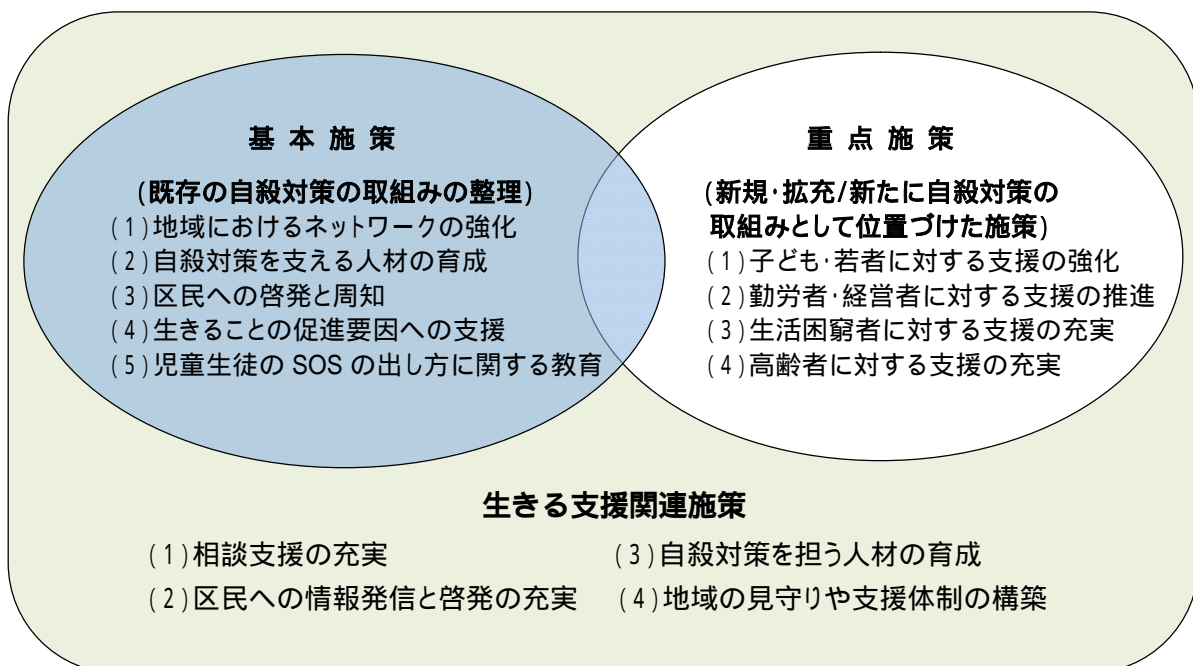 基本施策
(既存の自殺対策の取組みの整理)
(1)地域におけるネットワークの強化
(2)自殺対策を支える人材の育成
(3)区民への啓発と周知
(4)生きることの促進要因への支援
(5)児童生徒の SOS の出し方に関する教育
重点施策
(新規・拡充/新たに自殺対策の
取組みとして位置づけた施策)
(1)子ども・若者に対する支援の強化
(2)勤労者・経営者に対する支援の推進
(3)生活困窮者に対する支援の充実
(4)高齢者に対する支援の充実
生きる支援関連施策
(1)相談支援の充実
(2)区民への情報発信と啓発の充実
(3)自殺対策を担う人材の育成
(4)地域の見守りや支援体制の構築